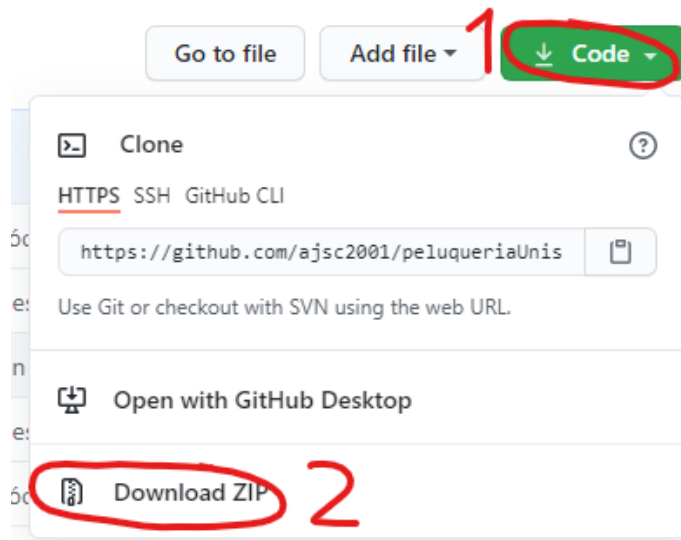 Go to file Add file 1 Code
Clone
HTTPS SSH GitHub CLI
https://github.com/ajsc2001/peluqueriaUnis
Use Git or checkout with SVN using the web URL.
Open with GitHub Desktop
Download ZIP 2